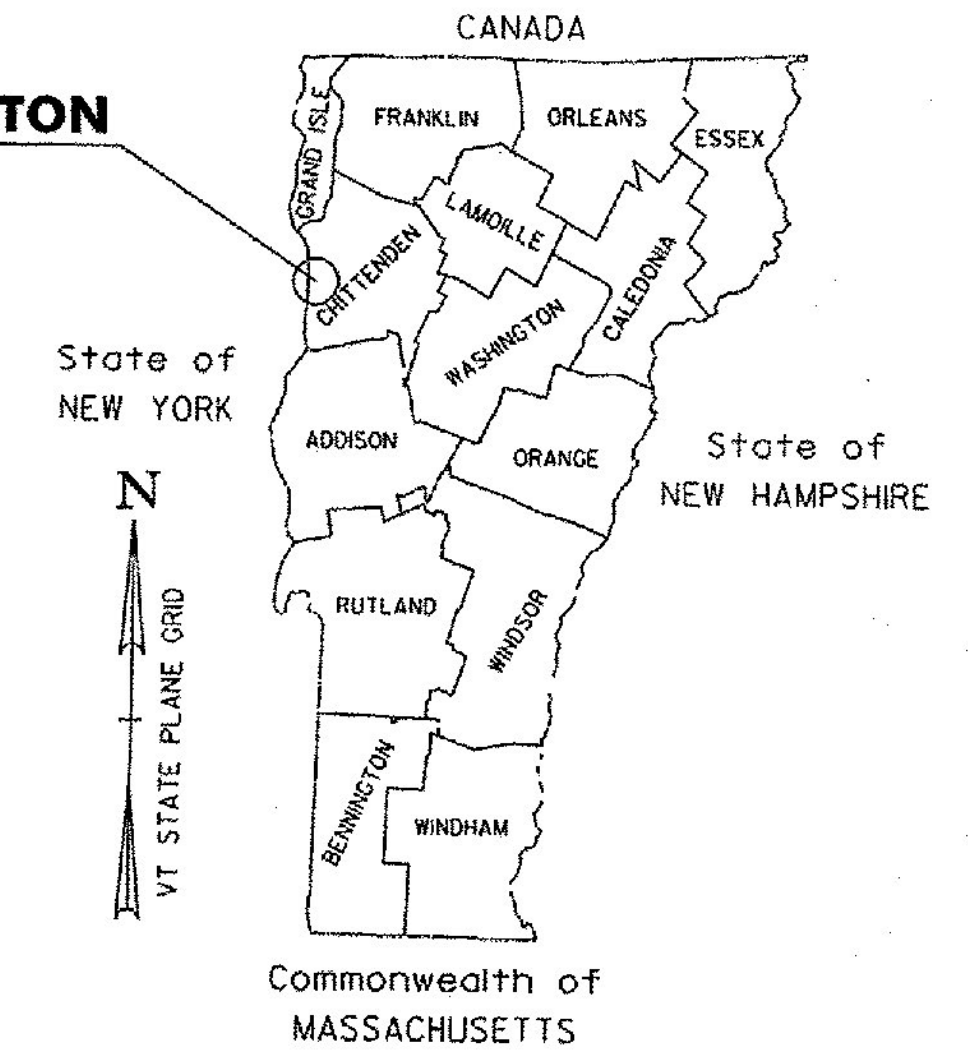 CANADA
TON
GRAND ISLE
FRANKLIN
ORLEANS
ESSEX
LAMOILLE
CHITTENDEN
CALEDONIA
WASHINGTON
State of
NEW YORK
ADDISON
ORANGE
State of
NEW HAMPSHIRE
N
VT STATE PLANE GRID
RUTLAND
WINDSOR
BENNINGTON
WINDHAM
Commonwealth of
MASSACHUSETTS